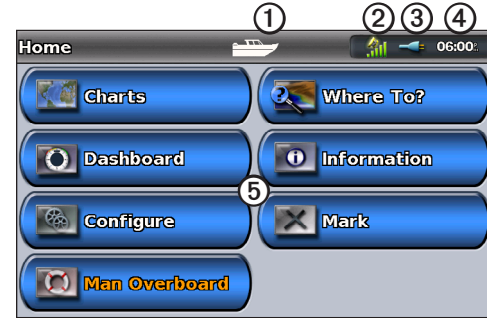 ① ② ③ ④
Home 06:00
Charts Where To?
Dashboard Information
⑤
Configure Mark
Man Overboard